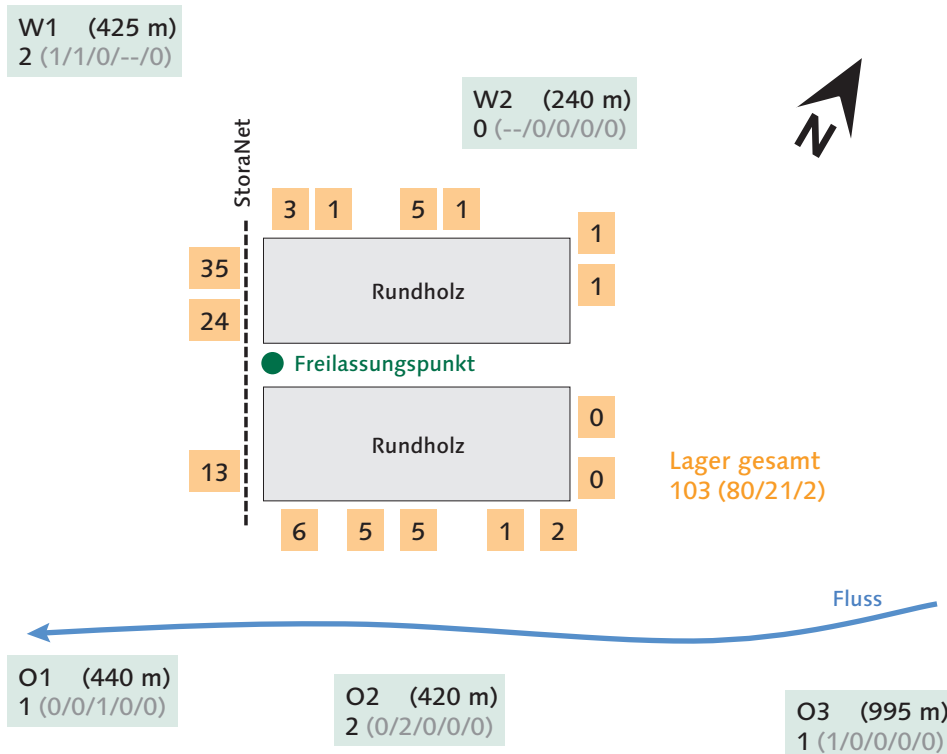 W1 (425 m)
2 (1/1/0/--/0)
W2 (240 m)
0 (--/0/0/0/0)
N
StoraNet
3 1 5 1
1
1
35
24
Rundholz
Freilassungspunkt
Rundholz
0
0
13
Lager gesamt
103 (80/21/2)
6 5 5 1 2
Fluss
O1 (440 m)
1 (0/0/1/0/0)
O2 (420 m)
2 (0/2/0/0/0)
O3 (995 m)
1 (1/0/0/0/0)